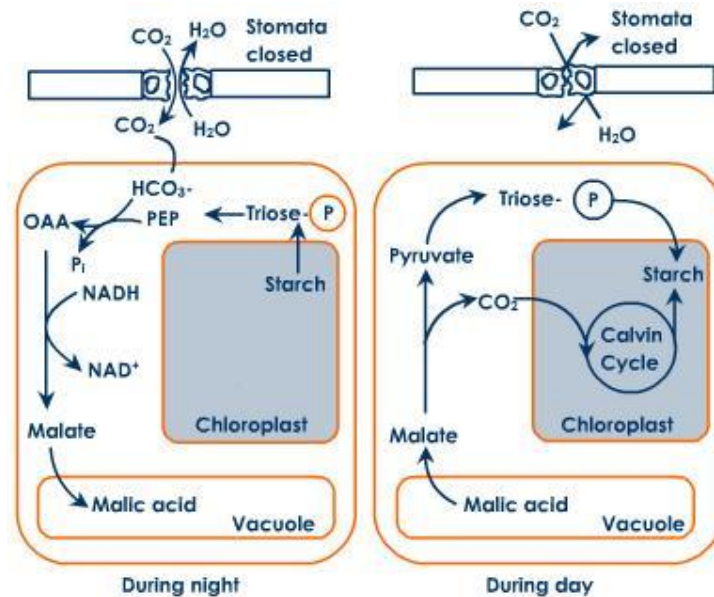 CO2
H2O
Stomata
closed
CO2
H2O
HCO3-
OAA
PEP
Triose-
P
Pi
Starch
NADH
NAD+
Chloroplast
Malate
Malic acid
Vacuole
During night
CO2
Stomata
closed
H2O
Triose-
P
Pyruvate
Starch
CO2
Calvin
Cycle
Chloroplast
Malate
Malic acid
Vacuole
During day